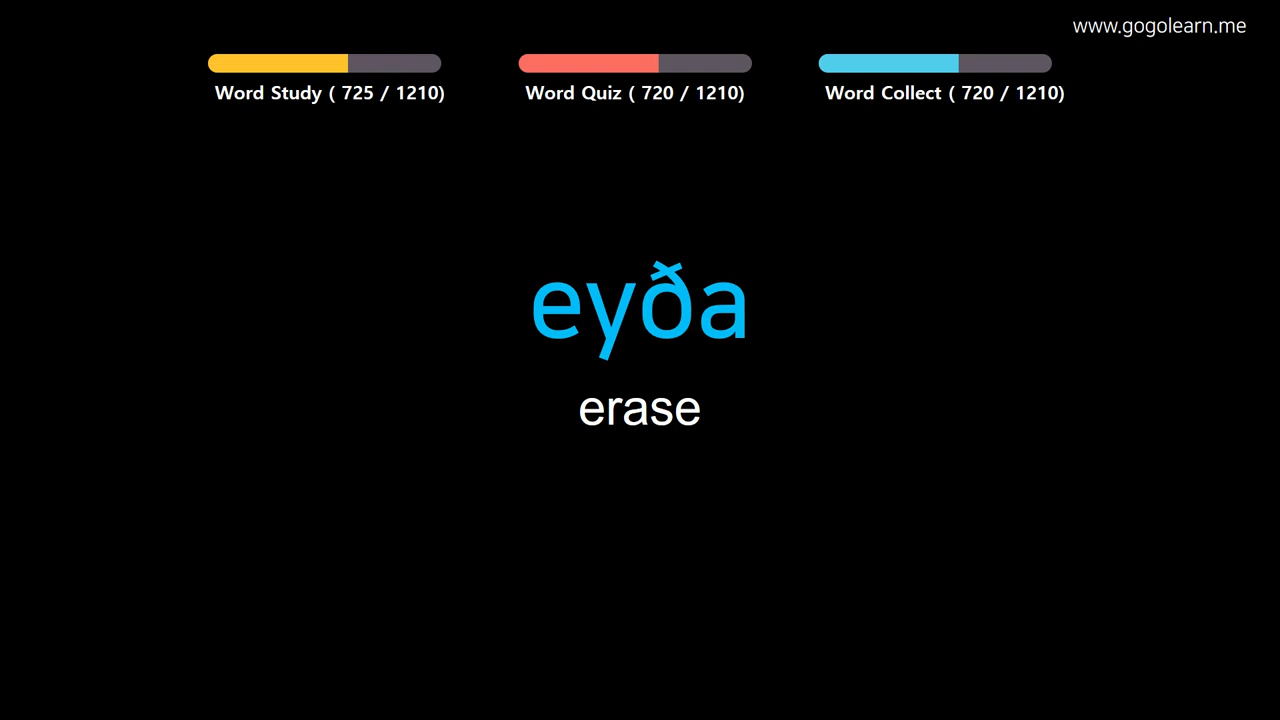 www.gogolearn.me
Word Study ( 725 / 1210)
Word Quiz ( 720 / 1210)
Word Collect ( 720 / 1210)
eyða
erase